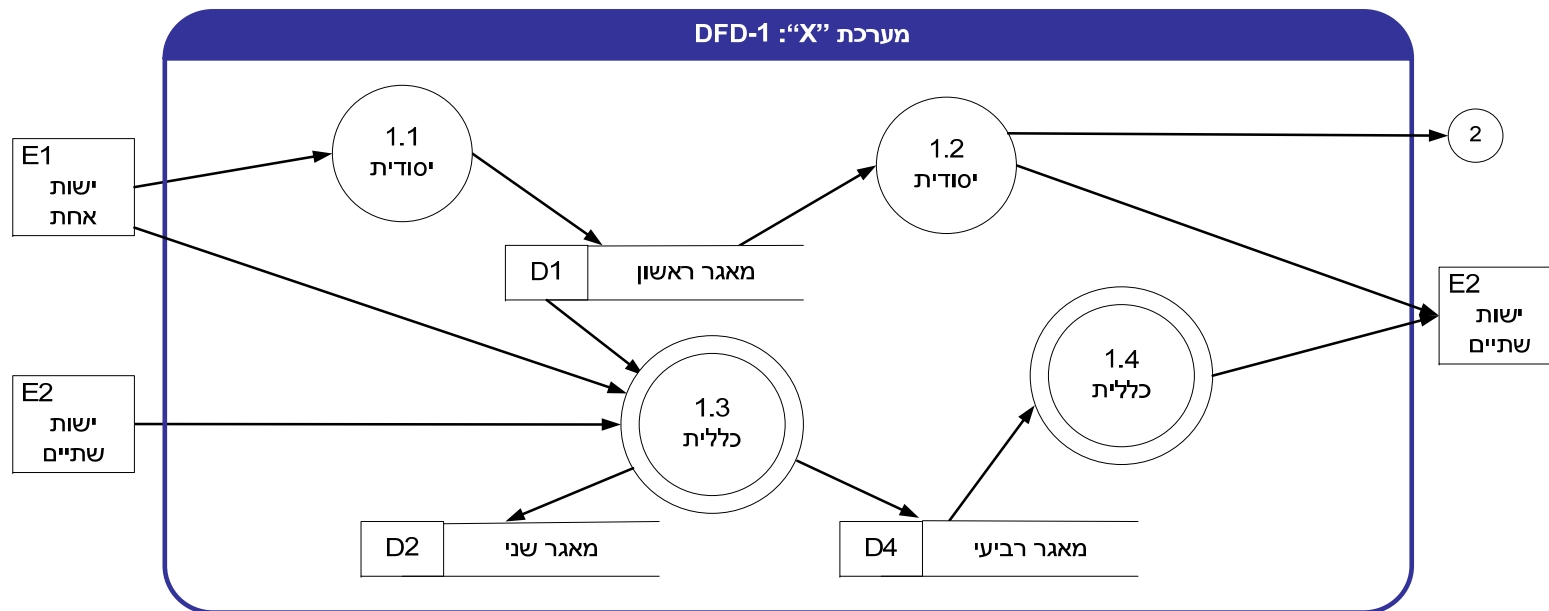 מערכת ”X“: DFD-1
1.1
יסודית
1.2
יסודית
2
E1
ישות
אחת
D1
מאגר ראשון
E2
ישות
שתיים
1.4
כללית
E2
ישות
שתיים
1.3
כללית
D2
מאגר שני
D4
מאגר רביעי